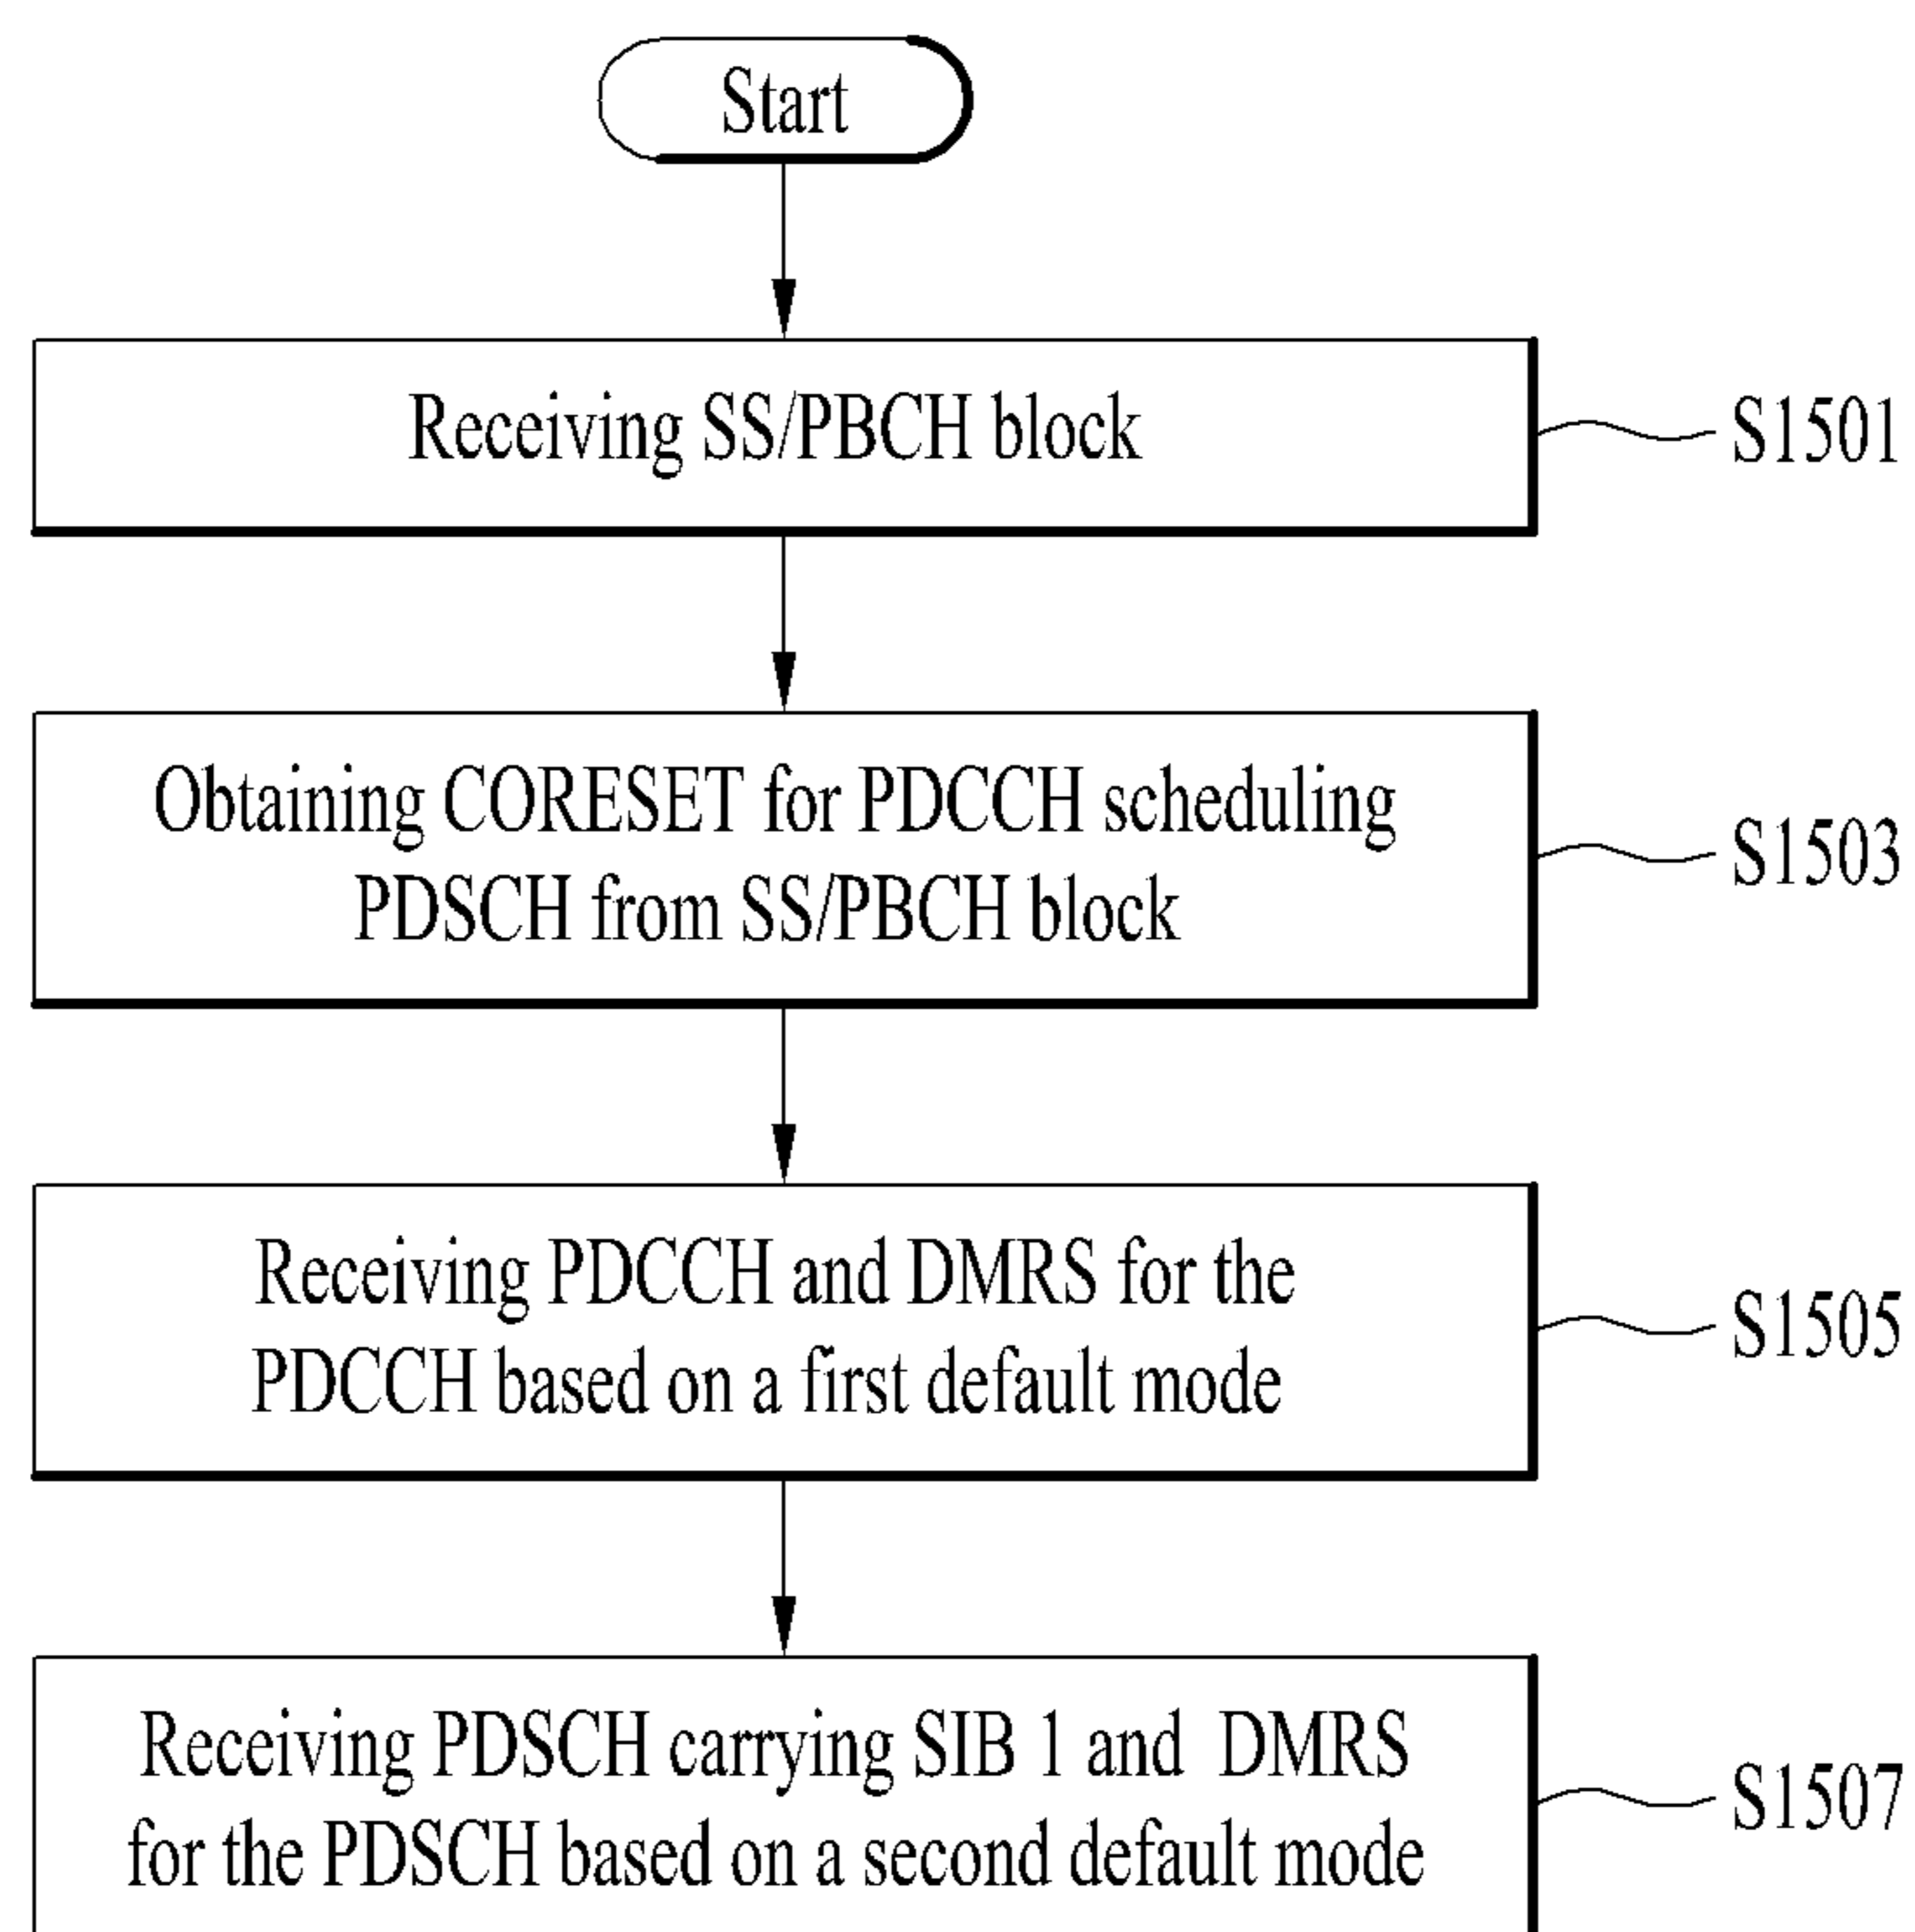 Start
Receiving SS/PBCH block
S1501
Obtaining CORESET for PDCCH scheduling
PDSCH from SS/PBCH block
S1503
Receiving PDCCH and DMRS for the
PDCCH based on a first default mode
S1505
Receiving PDSCH carrying SIB 1 and DMRS
for the PDSCH based on a second default mode
S1507